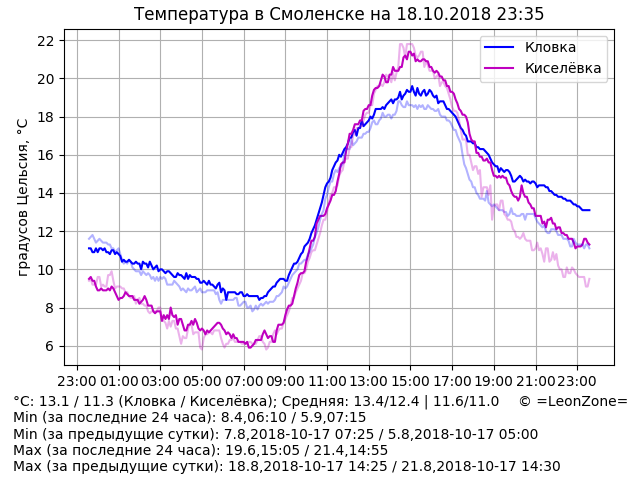 Температура в Смоленске на 18.10.2018 23:35
Кловка
Киселёвка
градусов Цельсия, °C
22
20
18
16
14
12
10
8
6
23:00 01:00 03:00 05:00 07:00 09:00 11:00 13:00 15:00 17:00 19:00 21:00 23:00
°C: 13.1 / 11.3 (Кловка / Киселёвка); Средняя: 13.4/12.4 | 11.6/11.0 © =LeonZone=
Min (за последние 24 часа): 8.4,06:10 / 5.9,07:15
Min (за предыдущие сутки): 7.8,2018-10-17 07:25 / 5.8,2018-10-17 05:00
Max (за последние 24 часа): 19.6,15:05 / 21.4,14:55
Max (за предыдущие сутки): 18.8,2018-10-17 14:25 / 21.8,2018-10-17 14:30